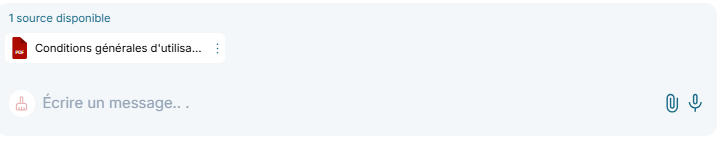 1 source disponible
PDF
Conditions générales d'utilisa...
Écrire un message.. .